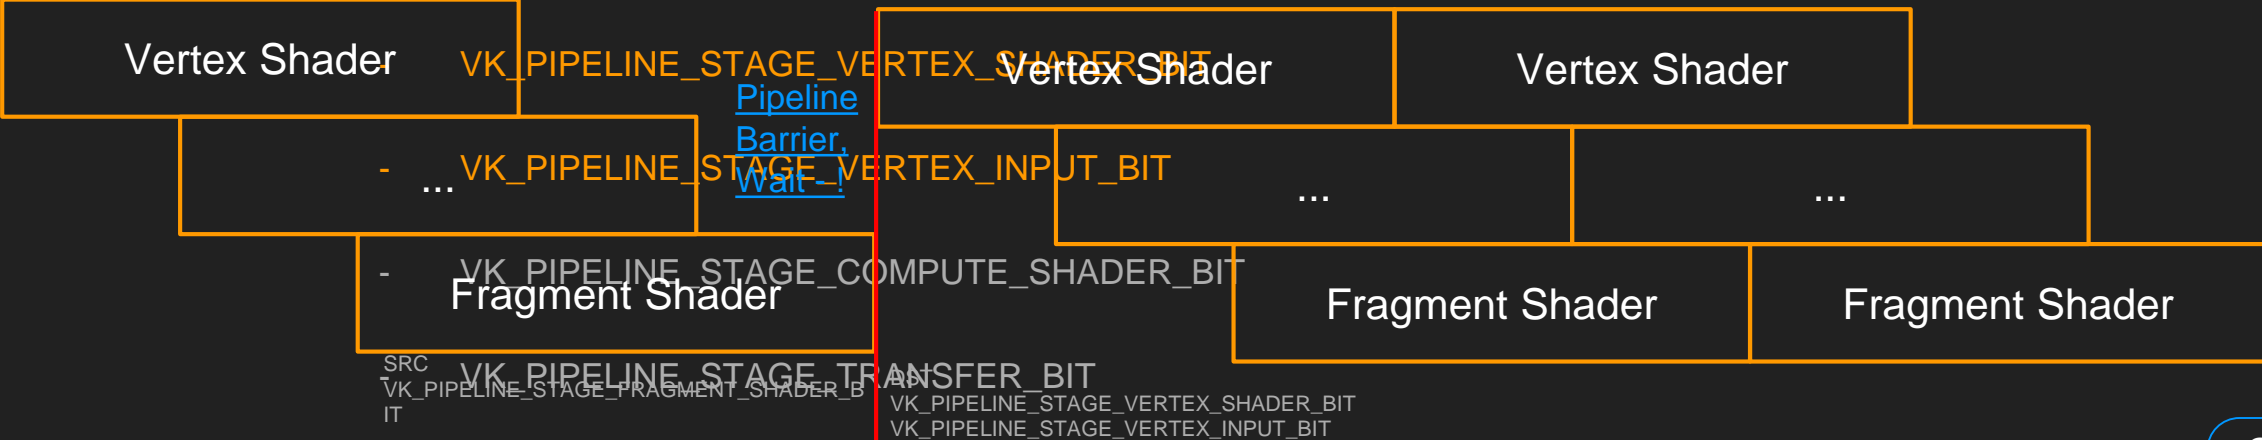 Vertex Shader
- VK_PIPELINE_STAGE_VERTEX_SHADER_BIT
Vertex Shader
Vertex Shader
Pipeline
Barrier,
Wait - !
- VK_PIPELINE_STAGE_VERTEX_INPUT_BIT
...
...
...
- VK_PIPELINE_STAGE_COMPUTE_SHADER_BIT
Fragment Shader
Fragment Shader
Fragment Shader
- VK_PIPELINE_STAGE_TRANSFER_BIT
SRC
VK_PIPELINE_STAGE_FRAGMENT_SHADER_B
IT
DST
VK_PIPELINE_STAGE_VERTEX_SHADER_BIT
VK_PIPELINE_STAGE_VERTEX_INPUT_BIT